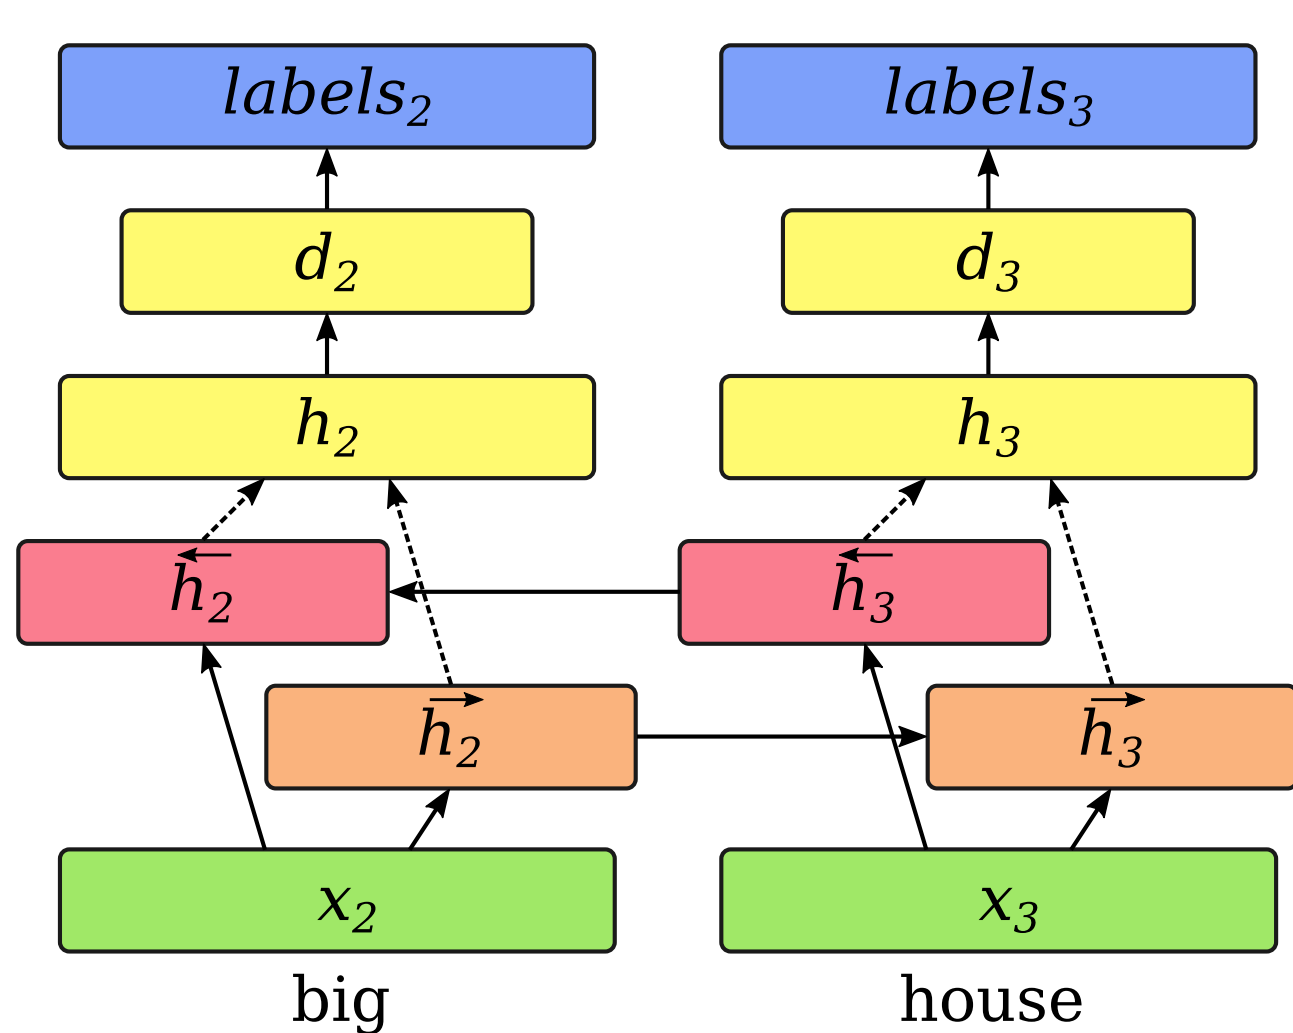 labels₂ labels₃
d₂ d₃
h₂ h₃
←h₂ ←h₃
→h₂ →h₃
x₂ x₃
big house